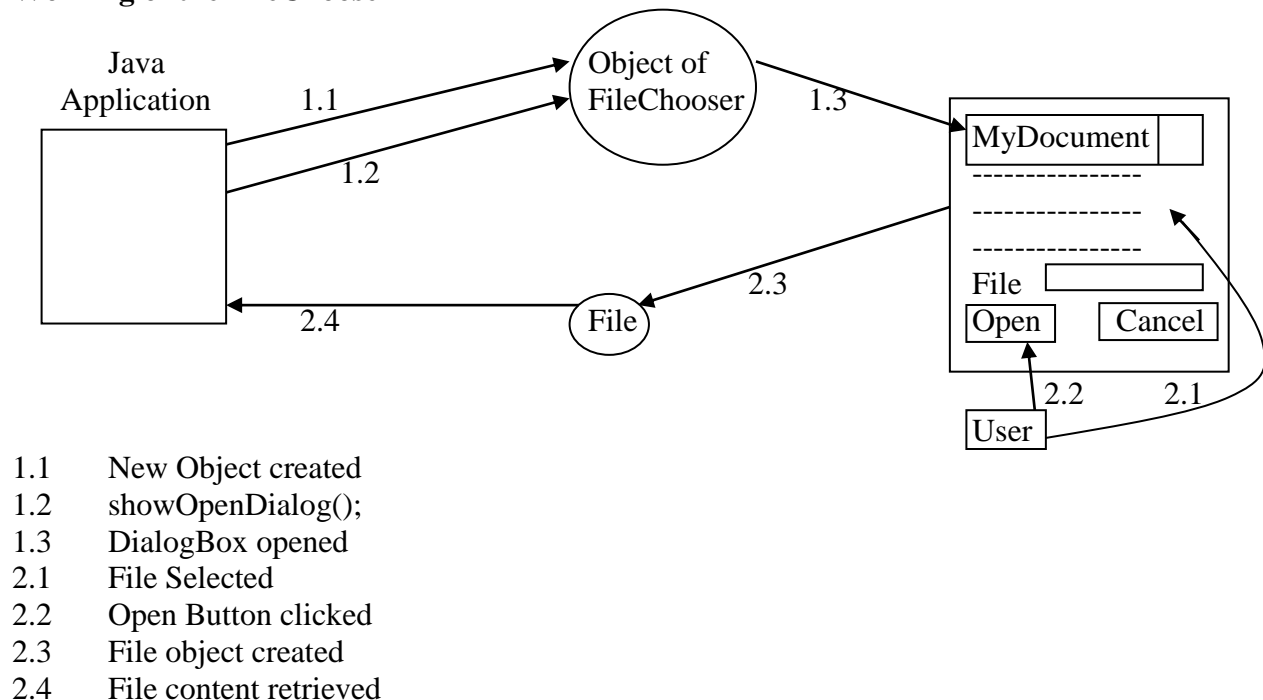 Java
Application
1.1
1.2
Object of
FileChooser
1.3
MyDocument
----------------
----------------
----------------
File
Open
Cancel
2.3
File
2.4
2.2
2.1
User
1.1 New Object created
1.2 showOpenDialog();
1.3 DialogBox opened
2.1 File Selected
2.2 Open Button clicked
2.3 File object created
2.4 File content retrieved